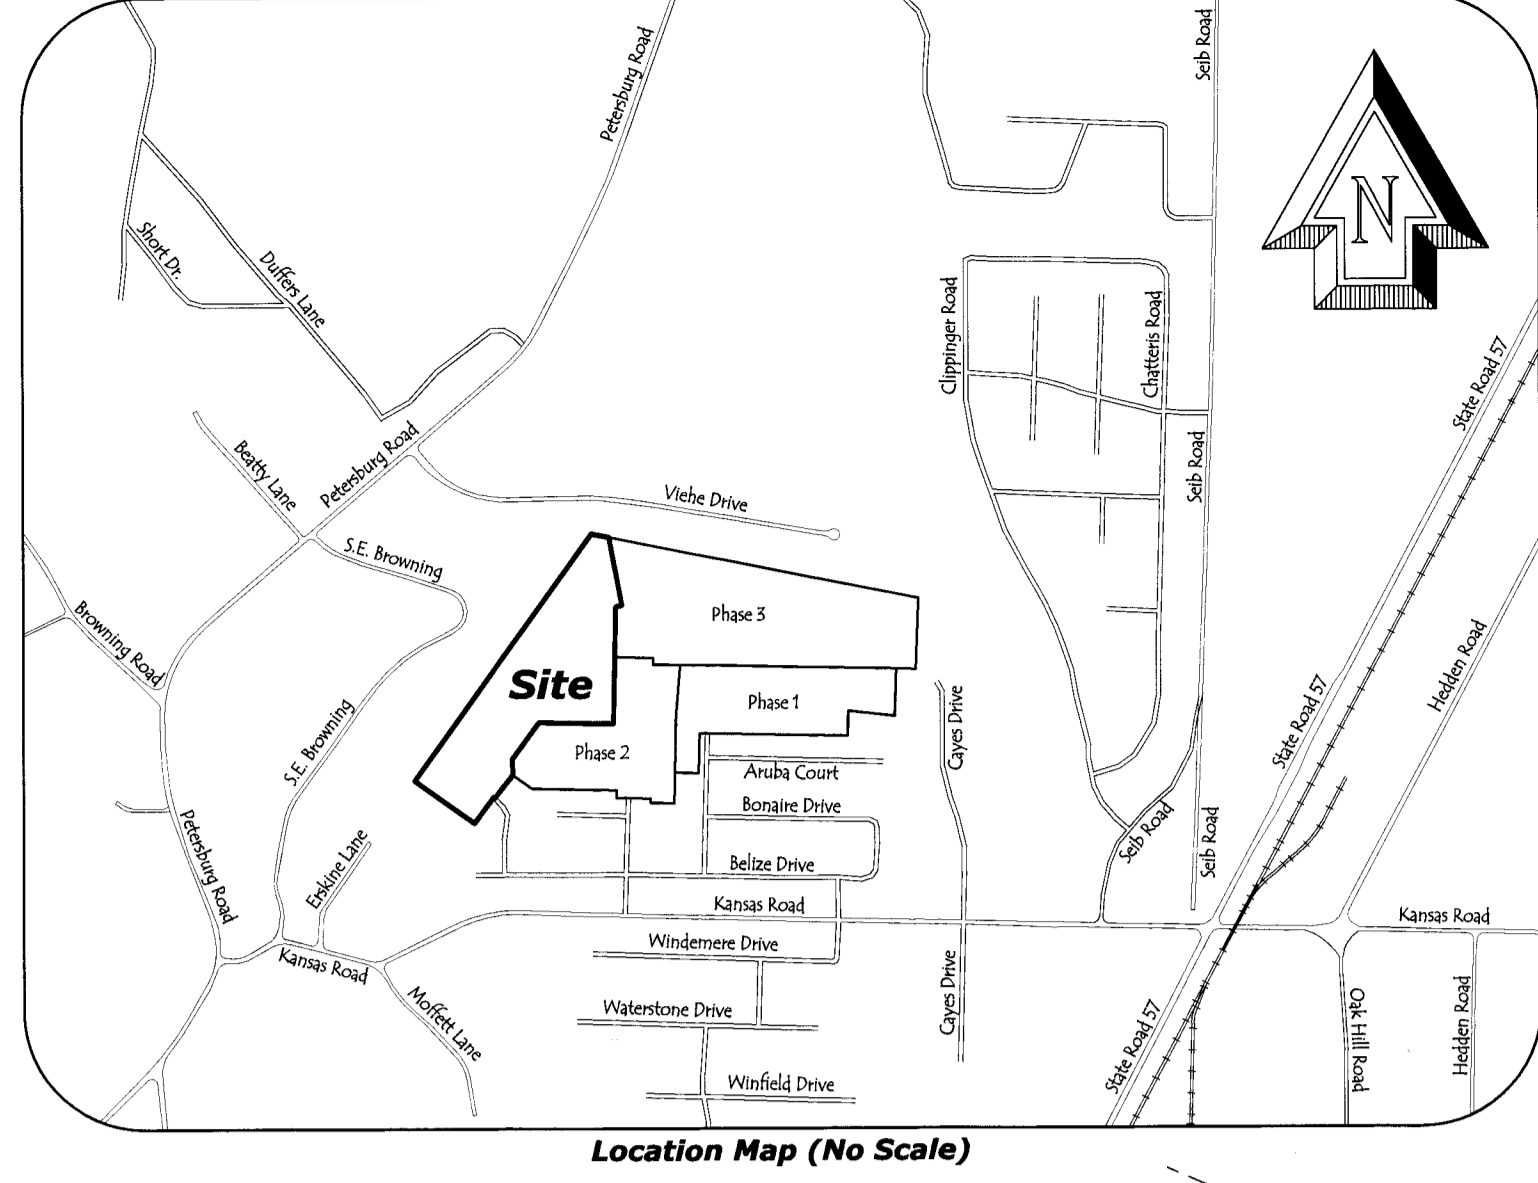 Seib Road
Petersburg Road
N
Short Dr.
Duffers Lane
Clippinger Road
Chatteris Road
State Road 57
Beatty Lane
Petersburg Road
Seib Road
Viehe Drive
S.E. Browning
Browning Road
Phase 3
Hedden Road
Site
Phase 1
Cayes Drive
State Road 57
S.E. Browning
Phase 2
Aruba Court
Bonaire Drive
Petersburg Road
Erskine Lane
Belize Drive
Seib Road
Seib Road
Kansas Road
Kansas Road
Windemere Drive
Kansas Road
Cayes Drive
Moffett Lane
Waterstone Drive
State Road 57
Oak Hill Road
Hedden Road
Winfield Drive
Location Map (No Scale)